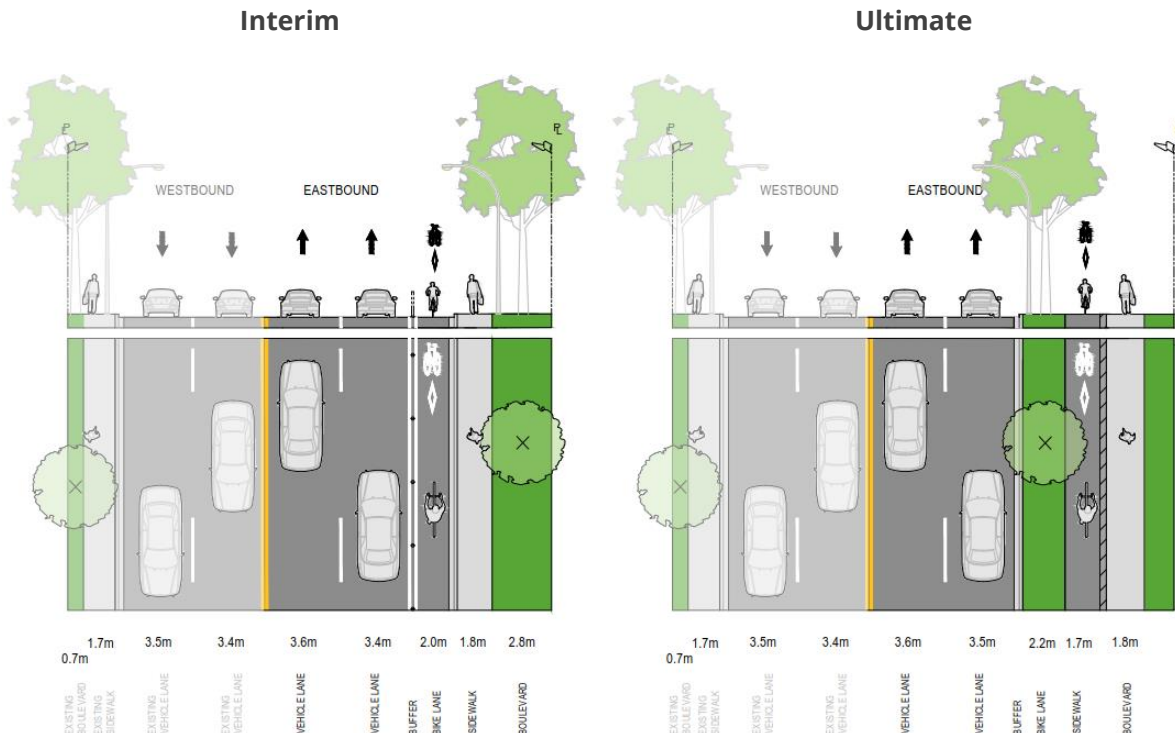 Interim
Ultimate
PL
WESTBOUND
EASTBOUND
PL
PL
WESTBOUND
EASTBOUND
PL
0.7m
1.7m
3.5m
3.4m
3.6m
3.4m
2.0m
1.8m
2.8m
0.7m
1.7m
3.5m
3.4m
3.6m
3.5m
2.2m
1.7m
1.8m
EXISTING
BOULEVARD
EXISTING
SIDEWALK
EXISTING
VEHICLE LANE
EXISTING
VEHICLE LANE
VEHICLE LANE
VEHICLE LANE
BUFFER
BIKE LANE
SIDEWALK
BOULEVARD
EXISTING
BOULEVARD
EXISTING
SIDEWALK
EXISTING
VEHICLE LANE
EXISTING
VEHICLE LANE
VEHICLE LANE
VEHICLE LANE
BUFFER
BIKE LANE
SIDEWALK
BOULEVARD